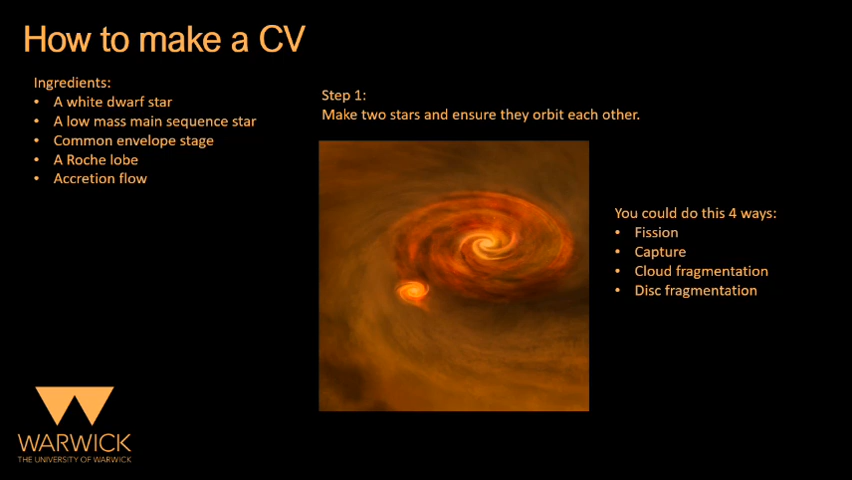 How to make a CV
Ingredients:
• A white dwarf star
• A low mass main sequence star
• Common envelope stage
• A Roche lobe
• Accretion flow
Step 1:
Make two stars and ensure they orbit each other.
You could do this 4 ways:
• Fission
• Capture
• Cloud fragmentation
• Disc fragmentation
WARWICK
THE UNIVERSITY OF WARWICK